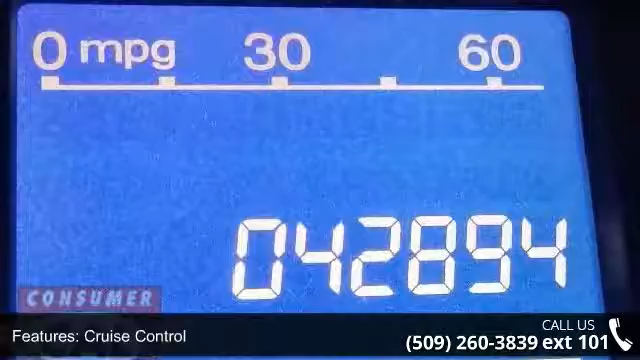 0 mpg 30 60
042894
CONSUMER
Features: Cruise Control
CALL US
(509) 260-3839 ext 101